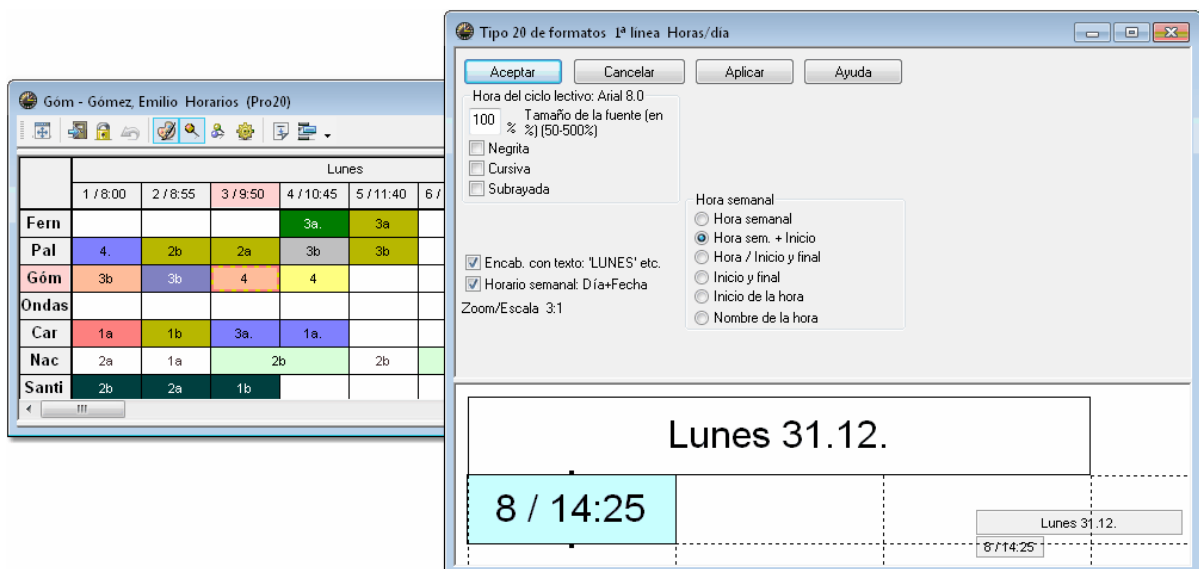 Góm - Gómez, Emilio Horarios (Pro20)
Lunes
1 / 8:00 2 / 8:55 3 / 9:50 4 / 10:45 5 / 11:40 6 /
Fern 3a. 3a
Pal 4. 2b 2a 3b 3b
Góm 3b 3b 4 4
Ondas
Car 1a 1b 3a. 1a.
Nac 2a 1a 2b 2b
Santi 2b 2a 1b
Tipo 20 de formatos 1ª linea Horas/día
Aceptar Cancelar Aplicar Ayuda
Hora del ciclo lectivo: Arial 8.0
100 % Tamaño de la fuente (en
%) (50-500%)
Negrita
Cursiva
Subrayada
Encab. con texto: 'LUNES' etc.
Horario semanal: Día+Fecha
Zoom/Escala 3:1
Hora semanal
Hora semanal
Hora sem. + Inicio
Hora / Inicio y final
Inicio y final
Inicio de la hora
Nombre de la hora
Lunes 31.12.
8 / 14:25
Lunes 31.12.
8 / 14:25